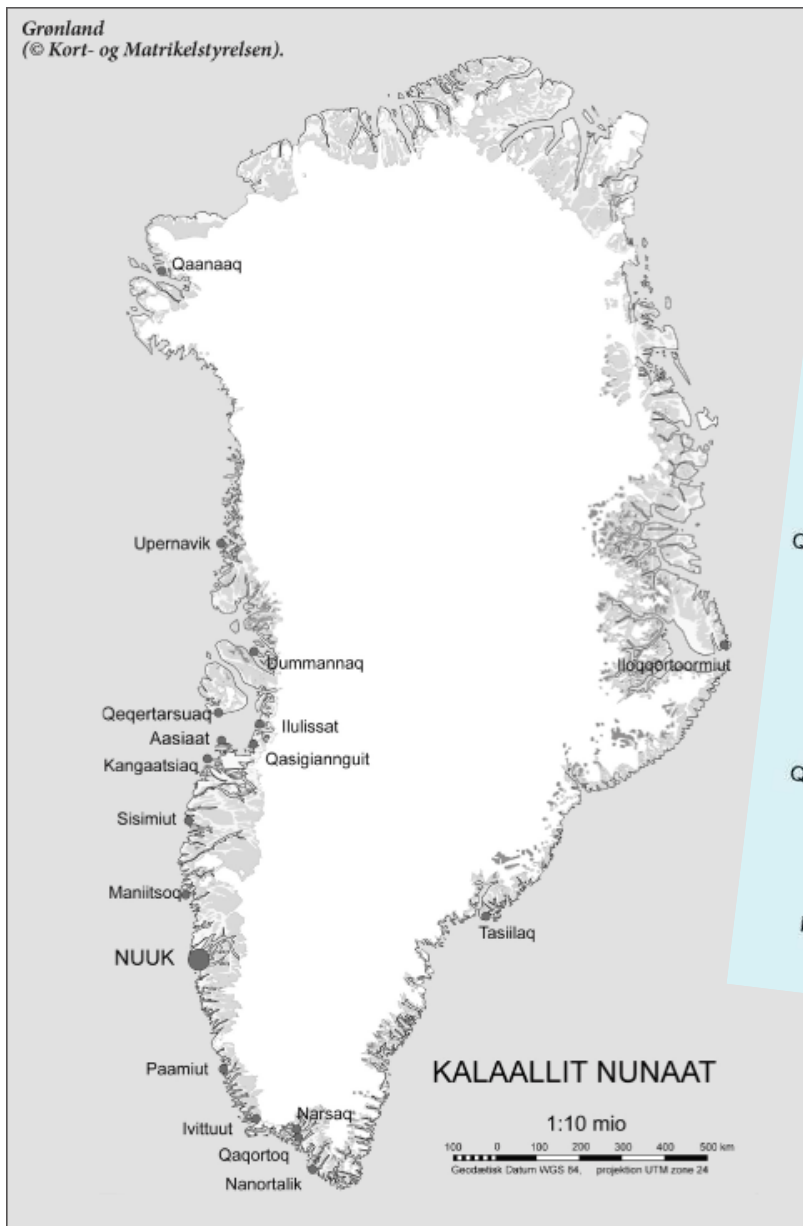 Grønland
(© Kort- og Matrikelstyrelsen).
Qaanaaq
Upernavik
Dummannaq
Iloqqortoormiut
Qeqertarsuaq
Ilulissat
Aasiaat
Qasigiannguit
Kangaatsiaq
Sisimiut
Maniitsoq
Tasiilaq
NUUK
Paamiut
KALAALLIT NUNAAT
Narsaq
Ivittuut
1:10 mio
Qaqortoq
100 0 100 200 300 400 500 km
Geodætisk Datum WGS 84, projektion UTM zone 24
Nanortalik
Q
Q